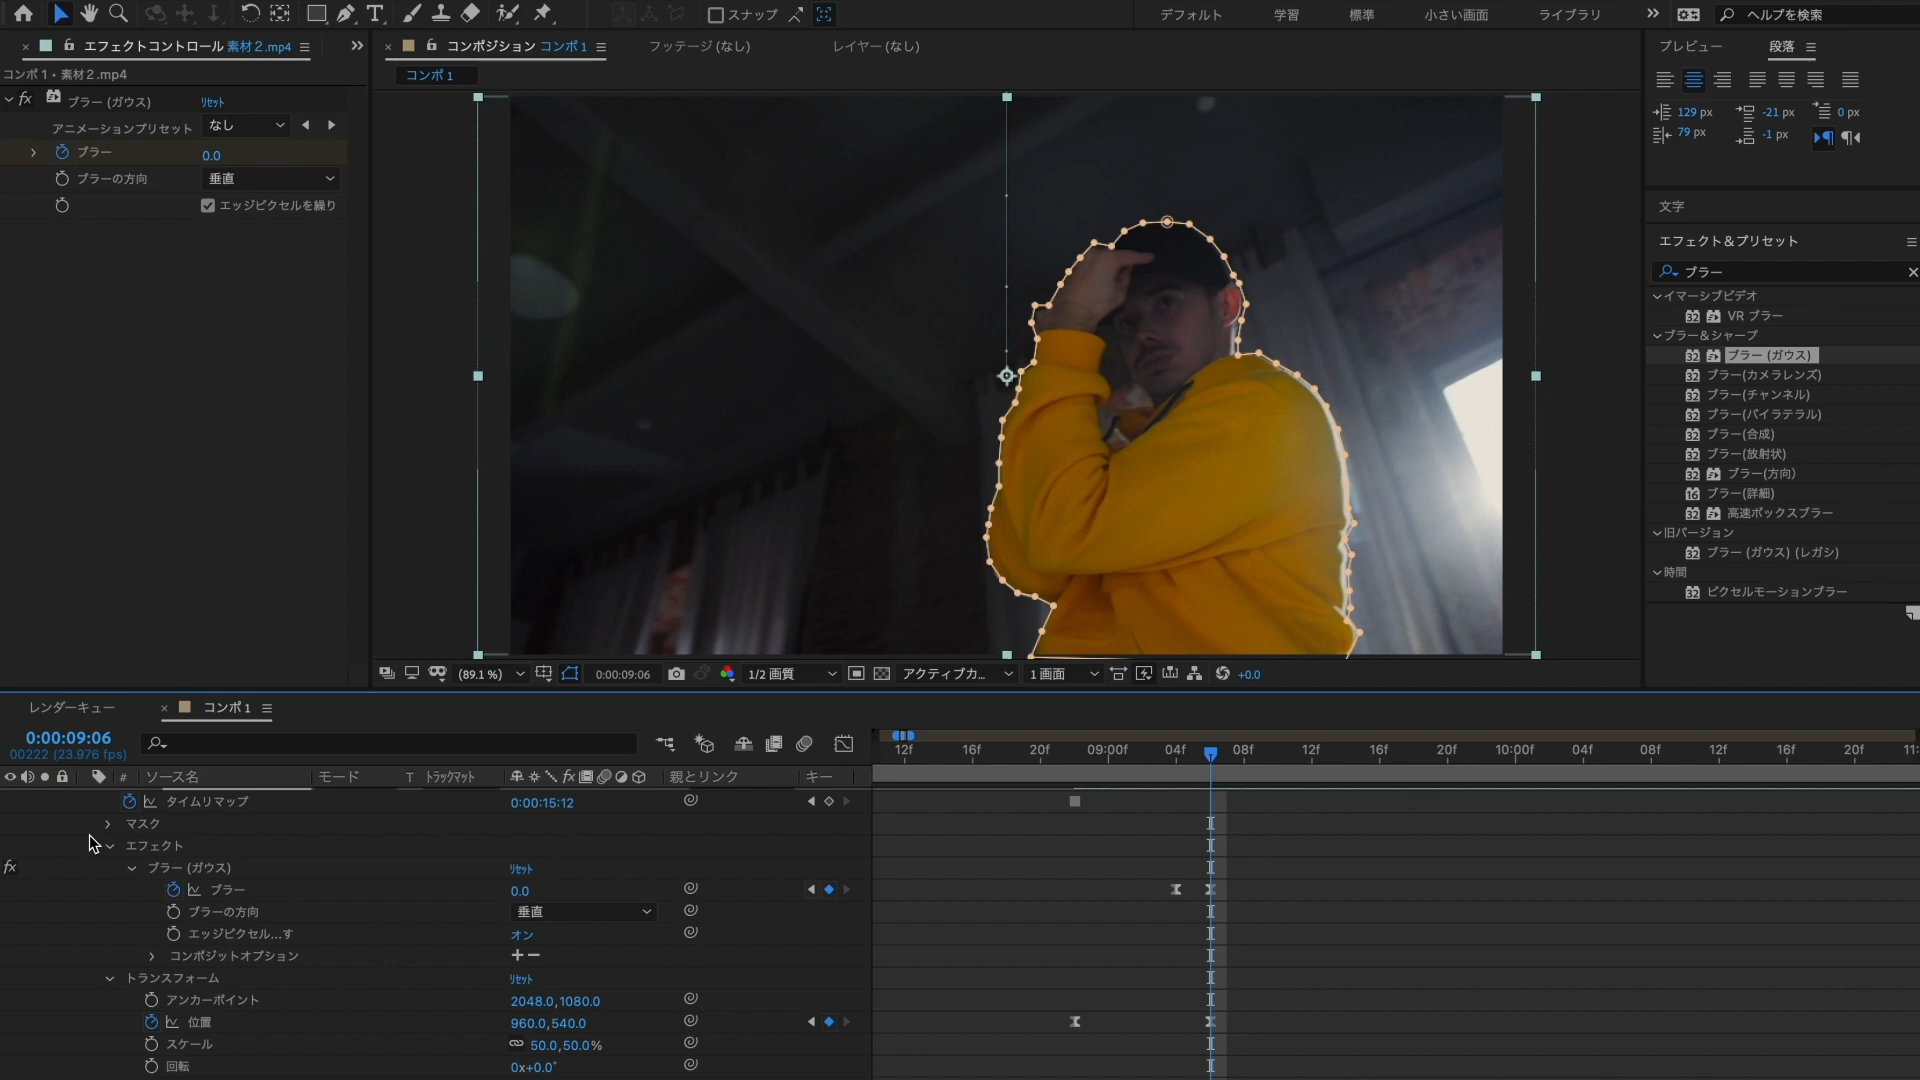 スナップ
デフォルト
学習
標準
小さい画面
ライブラリ
ヘルプを検索
エフェクトコントロール 素材２.mp4
コンポジション コンポ 1
フッテージ (なし)
レイヤー (なし)
プレビュー
段落
コンポ 1・素材２.mp4
コンポ 1
fx ブラー (ガウス)
リセット
アニメーションプリセット
なし
ブラー
0.0
ブラーの方向
垂直
エッジピクセルを繰り
129 px
-21 px
0 px
79 px
-1 px
文字
エフェクト＆プリセット
ブラー
イマーシブビデオ
VR ブラー
ブラー＆シャープ
ブラー (ガウス)
ブラー(カメラレンズ)
ブラー(チャンネル)
ブラー(バイラテラル)
ブラー(合成)
ブラー(放射状)
ブラー(方向)
ブラー(詳細)
高速ボックスブラー
旧バージョン
ブラー (ガウス) (レガシ)
時間
ピクセルモーションブラー
(89.1 %)
0:00:09:06
1/2 画質
アクティブカ...
1 画面
+0.0
レンダーキュー
コンポ 1
0:00:09:06
00222 (23.976 fps)
12f
16f
20f
09:00f
04f
08f
12f
16f
20f
10:00f
04f
08f
12f
16f
20f
11:
#
ソース名
モード
T
トラックマット
fx
親とリンク
キー
タイムリマップ
0:00:15:12
マスク
エフェクト
fx
ブラー (ガウス)
リセット
ブラー
0.0
ブラーの方向
垂直
エッジピクセル...す
オン
コンポジットオプション
+−
トランスフォーム
リセット
アンカーポイント
2048.0,1080.0
位置
960.0,540.0
スケール
50.0,50.0%
回転
0x+0.0°